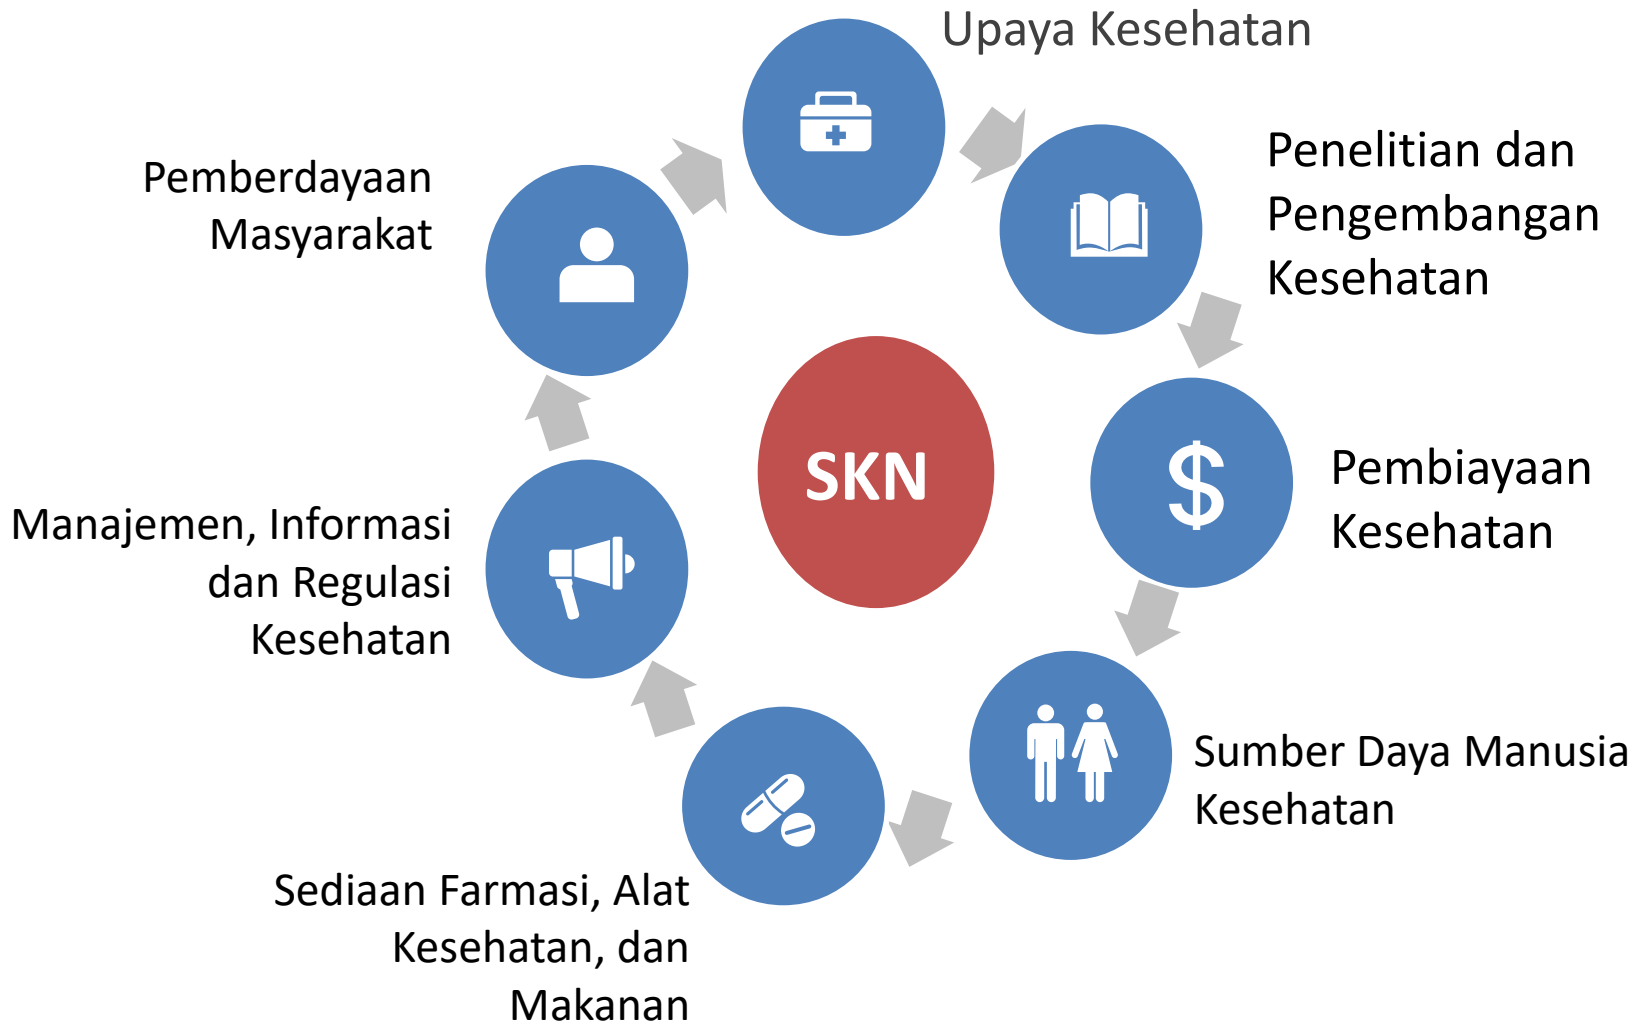 Upaya Kesehatan
Penelitian dan
Pengembangan
Kesehatan
Pembiayaan
Kesehatan
Sumber Daya Manusia
Kesehatan
Sediaan Farmasi, Alat
Kesehatan, dan
Makanan
Manajemen, Informasi
dan Regulasi
Kesehatan
Pemberdayaan
Masyarakat
SKN
$